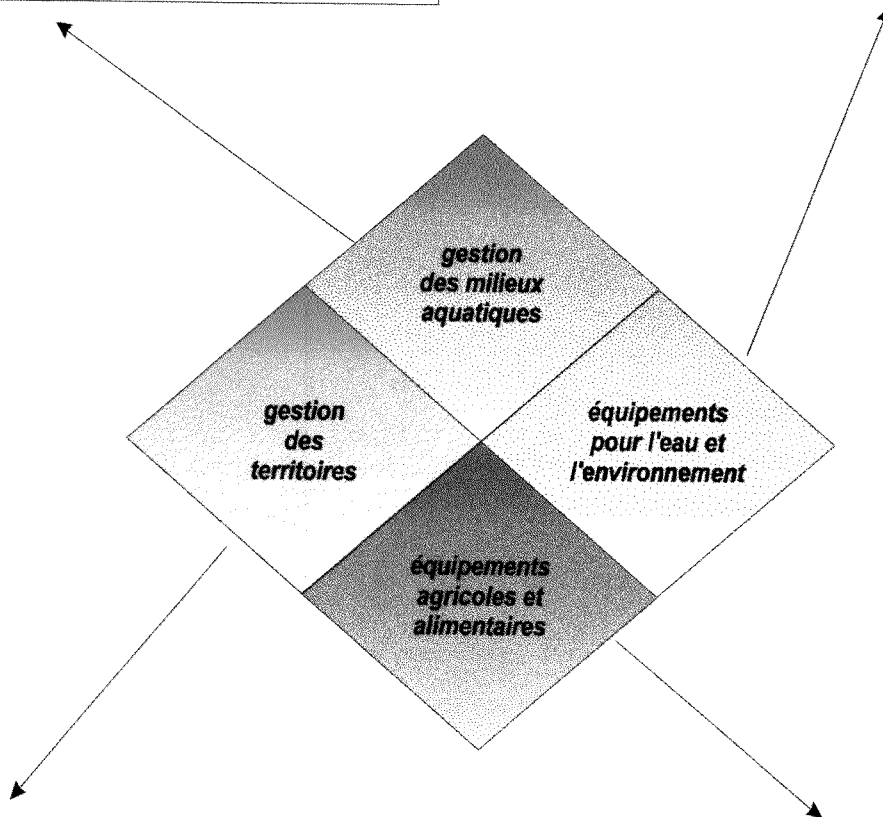 gestion
des milieux
aquatiques
gestion
des
territoires
équipements
pour l'eau et
l'environnement
équipements
agricoles et
alimentaires